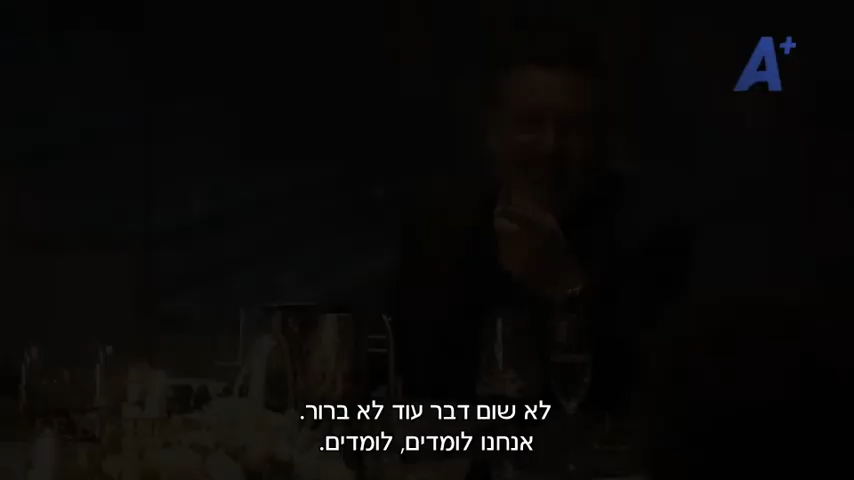 A+
לא שום דבר עוד לא ברור.
אנחנו לומדים, לומדים.